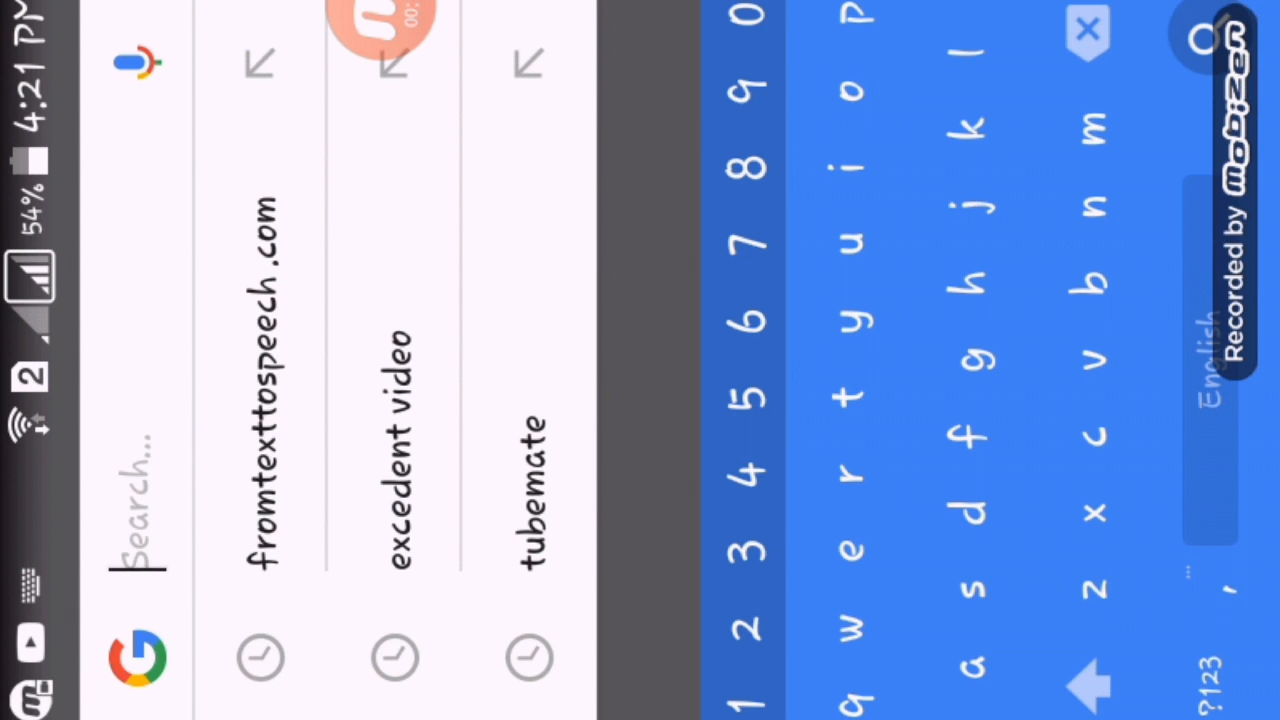 2 54% 4:21 PM
Search...
fromtexttospeech.com
excedent video
tubemate
00:
1 2 3 4 5 6 7 8 9 0
q w e r t y u i o p
a s d f g h j k l
z x c v b n m
?123 , English
Recorded by mobizen